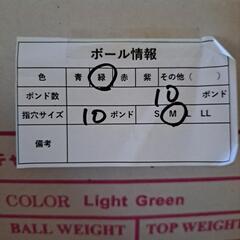 ボール情報
色 青 緑 赤 紫 その他( )
ポンド数 10 ポンド
指穴サイズ 10 ポンド S M L LL
備考
COLOR Light Green
BALL WEIGHT TOP WEIGHT